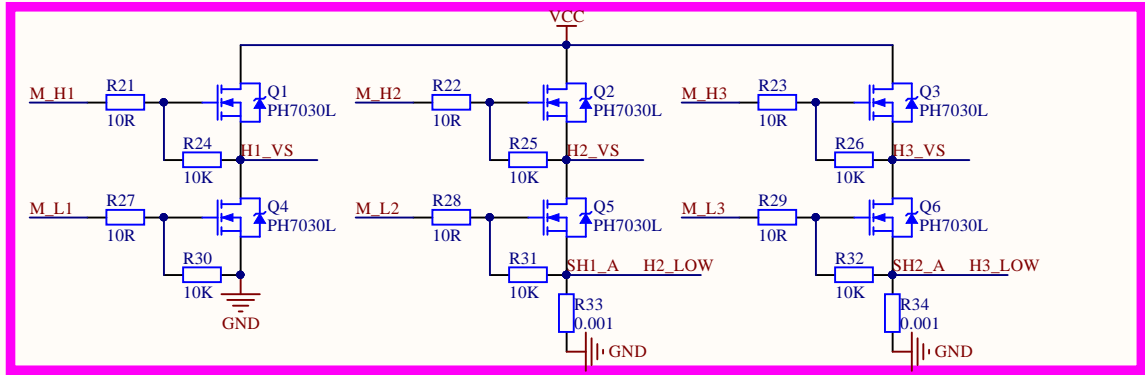 VCC
R21
M_H1
10R
Q1
PH7030L
R24
H1_VS
10K
R22
M_H2
10R
Q2
PH7030L
R25
H2_VS
10K
R23
M_H3
10R
Q3
PH7030L
R26
H3_VS
10K
R27
M_L1
10R
Q4
PH7030L
R30
10K
GND
R28
M_L2
10R
Q5
PH7030L
R31
SH1_A H2_LOW
10K
R33
0.001
GND
R29
M_L3
10R
Q6
PH7030L
R32
SH2_A H3_LOW
10K
R34
0.001
GND